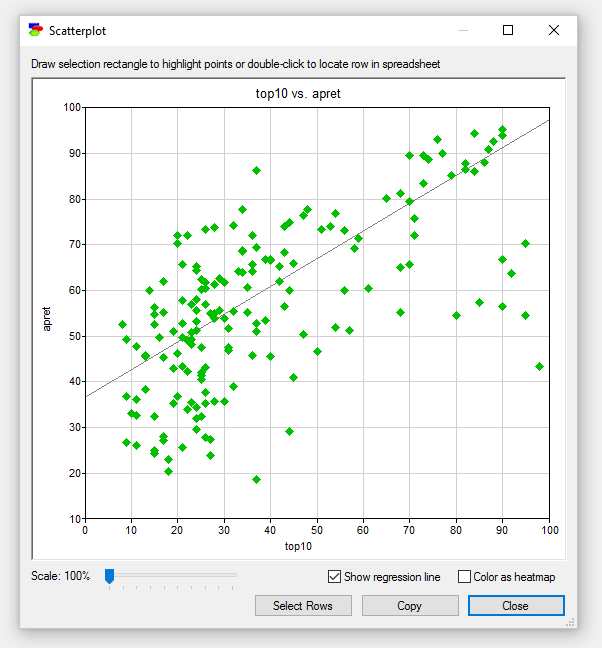 Scatterplot
Draw selection rectangle to highlight points or double-click to locate row in spreadsheet
top10 vs. apret
100
90
80
70
60
50
40
30
20
10
apret
0 10 20 30 40 50 60 70 80 90 100
top10
Scale: 100% Show regression line Color as heatmap
Select Rows Copy Close